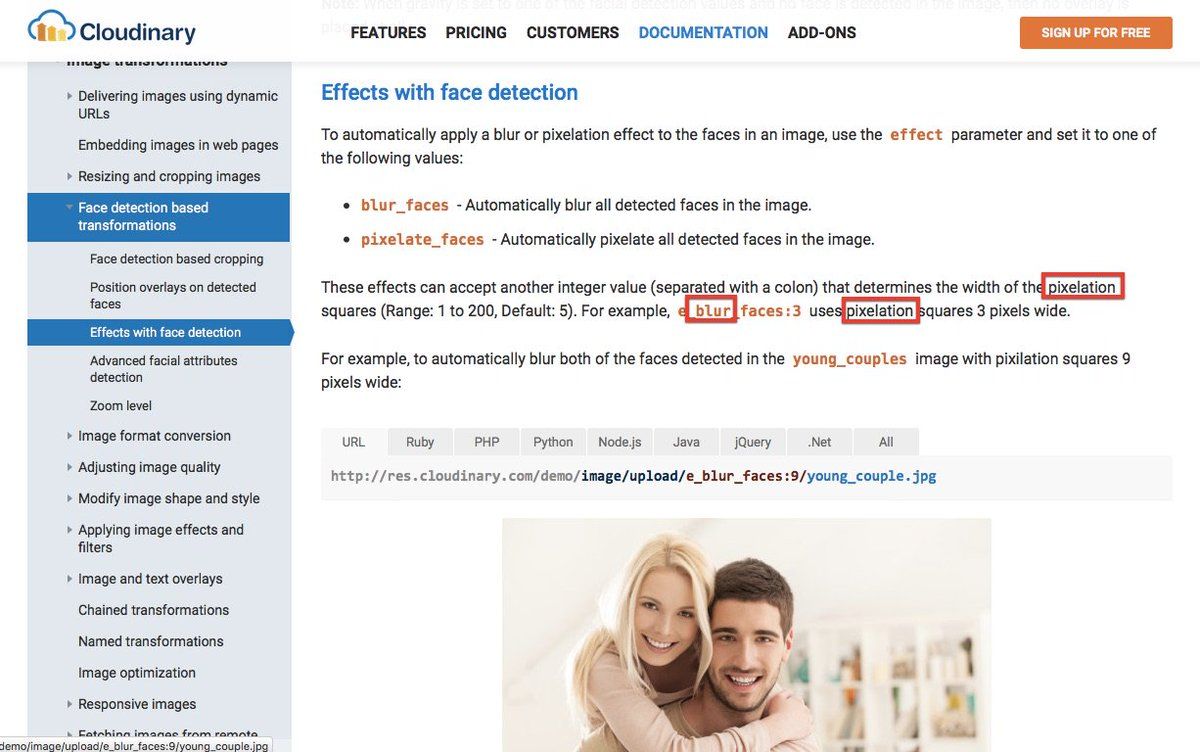 Cloudinary
FEATURES PRICING CUSTOMERS DOCUMENTATION ADD-ONS
SIGN UP FOR FREE
Image transformations
Delivering images using dynamic
URLs
Embedding images in web pages
Resizing and cropping images
Face detection based
transformations
Face detection based cropping
Position overlays on detected
faces
Effects with face detection
Advanced facial attributes
detection
Zoom level
Image format conversion
Adjusting image quality
Modify image shape and style
Applying image effects and
filters
Image and text overlays
Chained transformations
Named transformations
Image optimization
Responsive images
Fetching images from remote
demo/image/upload/e_blur_faces:9/young_couple.jpg
Note: When gravity is set to one of the facial detection values and no face is detected in the image, then no overlay is
Effects with face detection
To automatically apply a blur or pixelation effect to the faces in an image, use the effect parameter and set it to one of
the following values:
• blur_faces - Automatically blur all detected faces in the image.
• pixelate_faces - Automatically pixelate all detected faces in the image.
These effects can accept another integer value (separated with a colon) that determines the width of the pixelation
squares (Range: 1 to 200, Default: 5). For example, e_blur_faces:3 uses pixelation squares 3 pixels wide.
For example, to automatically blur both of the faces detected in the young_couples image with pixilation squares 9
pixels wide:
URL Ruby PHP Python Node.js Java jQuery .Net All
http://res.cloudinary.com/demo/image/upload/e_blur_faces:9/young_couple.jpg